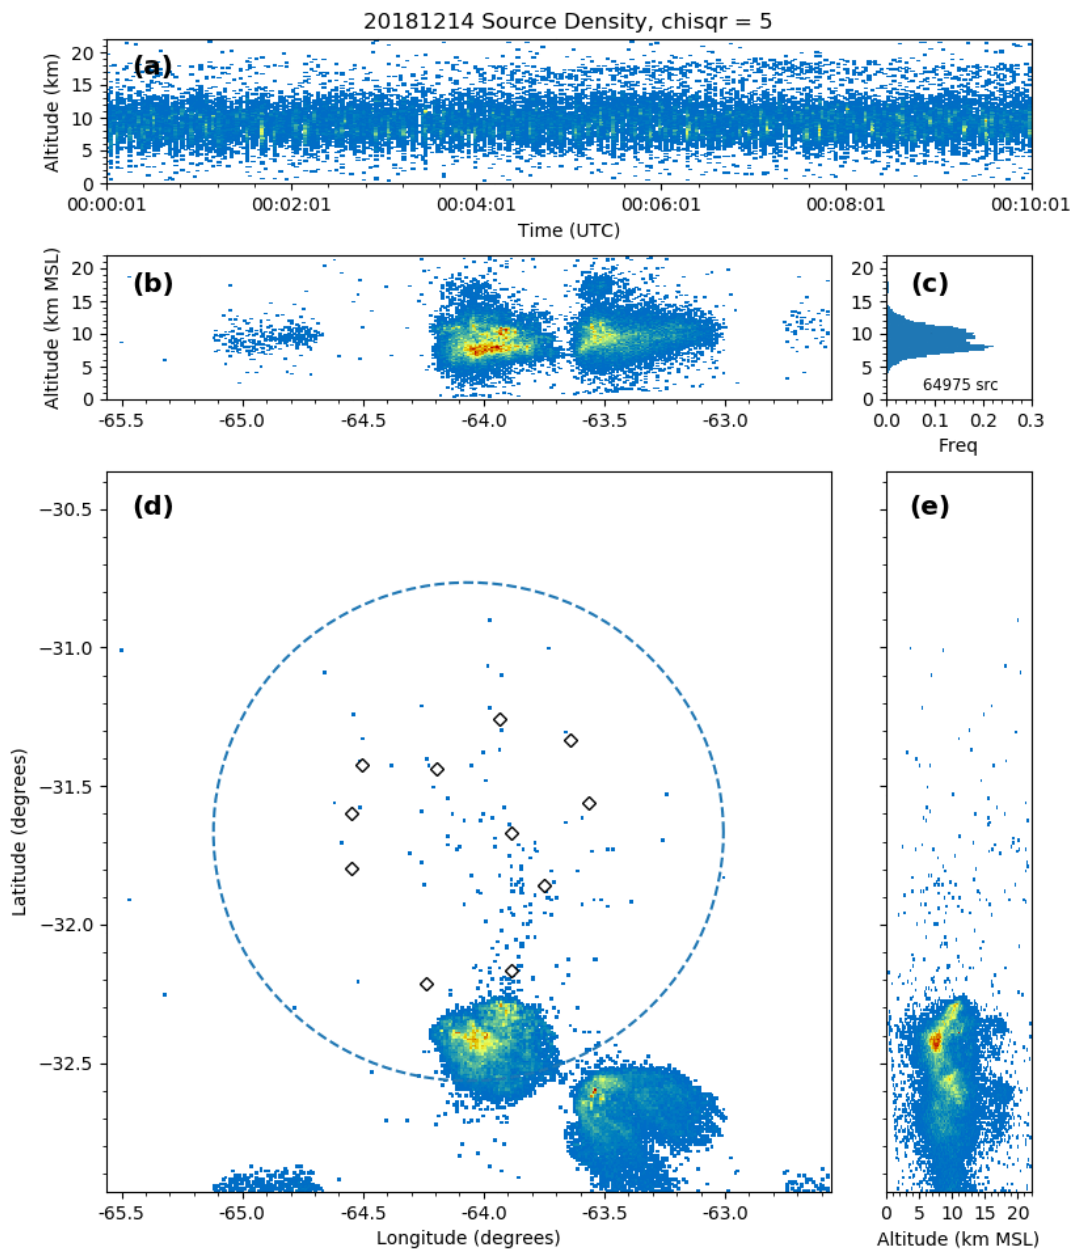 20181214 Source Density, chisqr = 5
(a)
Altitude (km)
20
15
10
5
0
00:00:01 00:02:01 00:04:01 00:06:01 00:08:01 00:10:01
Time (UTC)
(b)
Altitude (km MSL)
20
15
10
5
0
-65.5 -65.0 -64.5 -64.0 -63.5 -63.0
(c)
20
15
10
5
0
64975 src
0.0 0.1 0.2 0.3
Freq
(d)
Latitude (degrees)
−30.5
−31.0
−31.5
−32.0
−32.5
-65.5 -65.0 -64.5 -64.0 -63.5 -63.0
Longitude (degrees)
(e)
0 5 10 15 20
Altitude (km MSL)